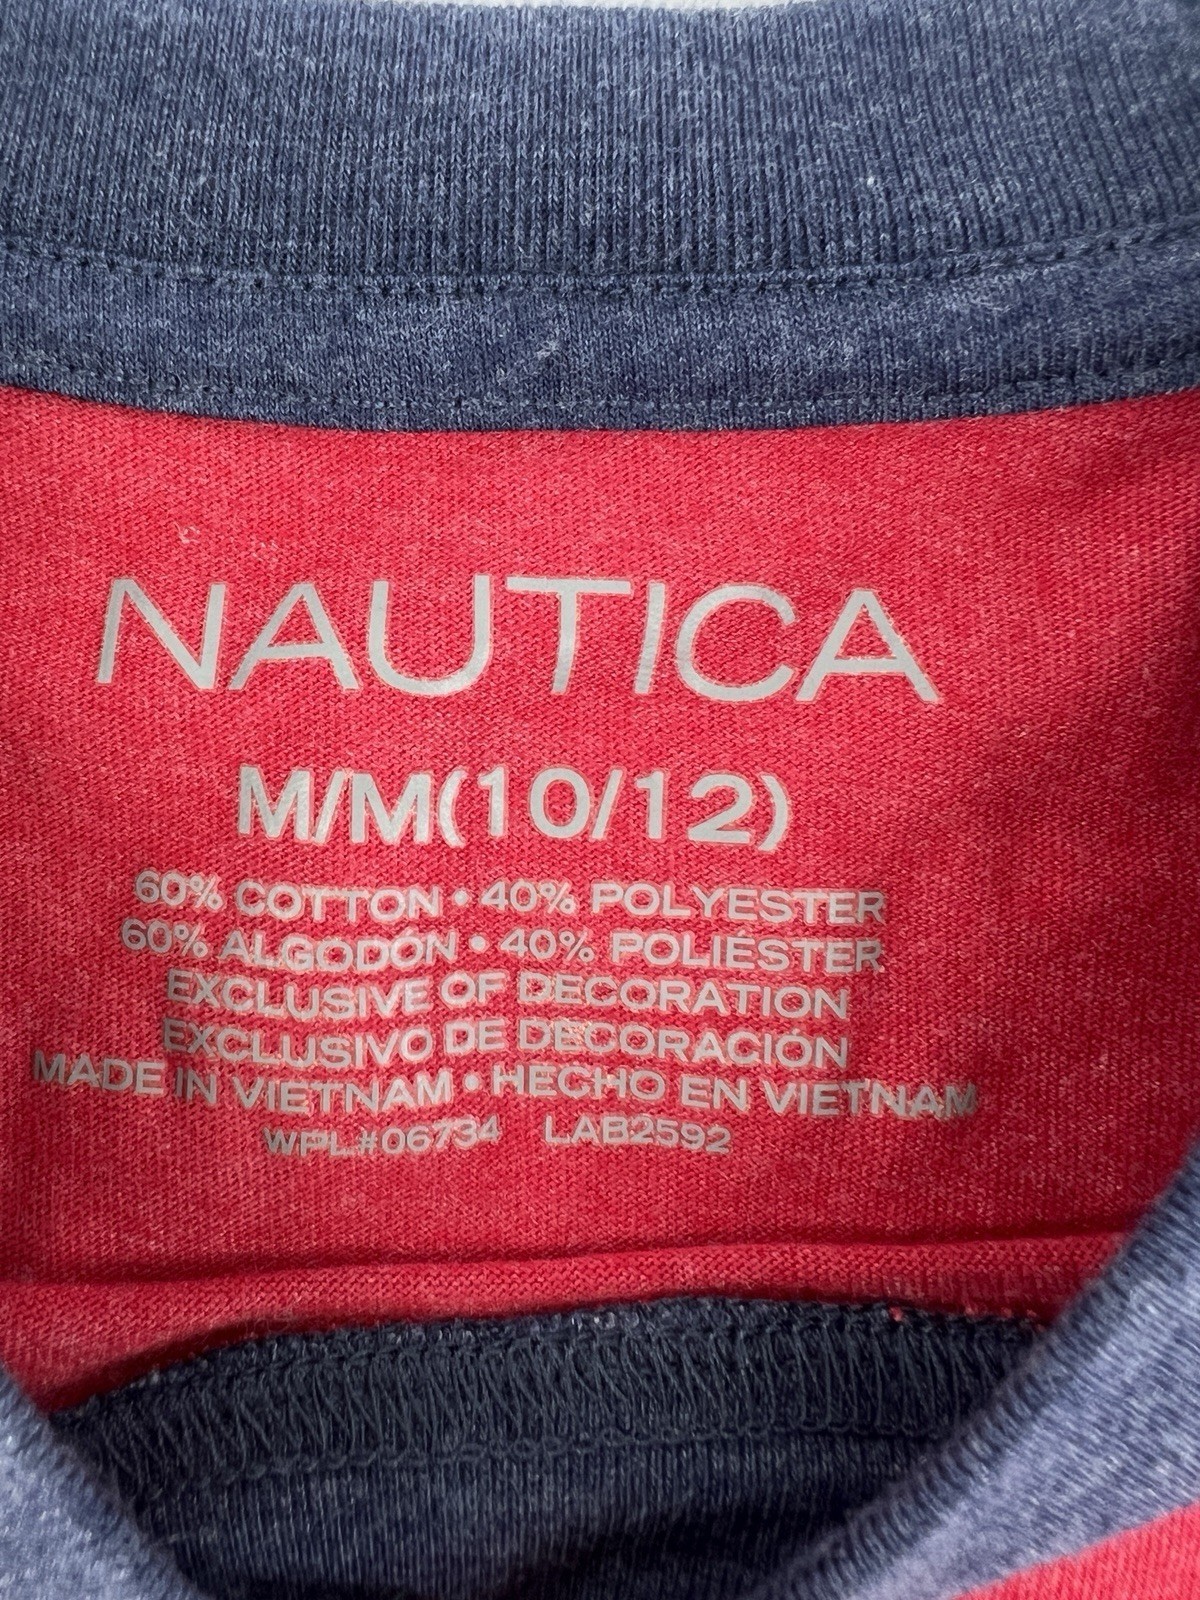 NAUTICA
M/M(10/12)
60% COTTON • 40% POLYESTER
60% ALGODÓN • 40% POLIÉSTER
EXCLUSIVE OF DECORATION
EXCLUSIVO DE DECORACIÓN
MADE IN VIETNAM • HECHO EN VIETNAM
WPL#06734 LAB2592